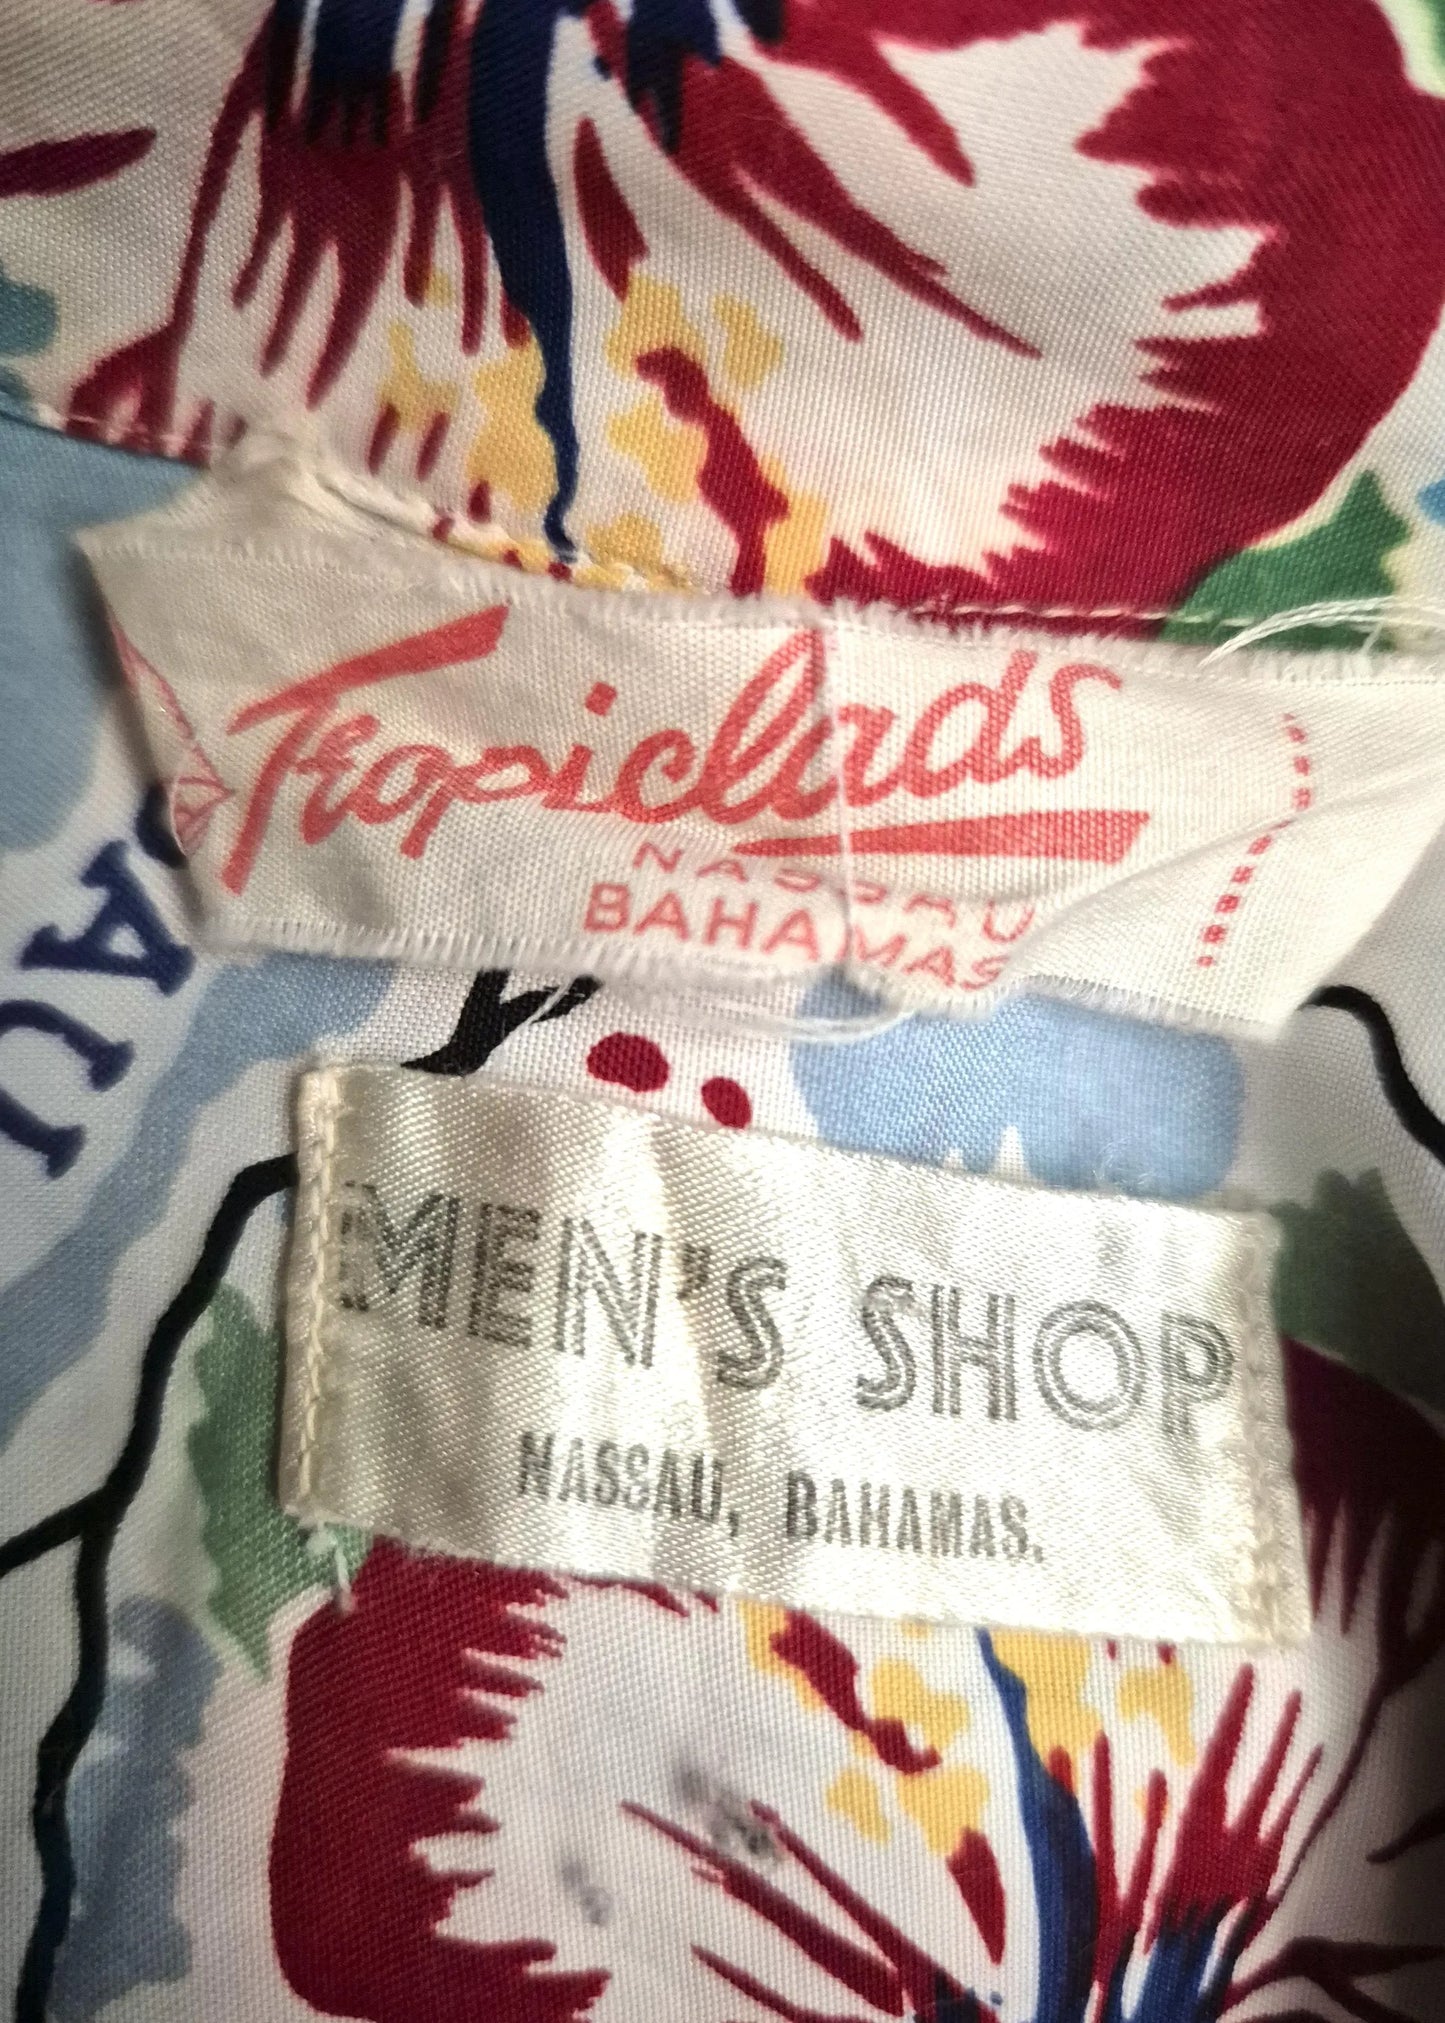 Tropiclads
NASSAU
BAHAMAS
MEN'S SHOP
NASSAU, BAHAMAS.